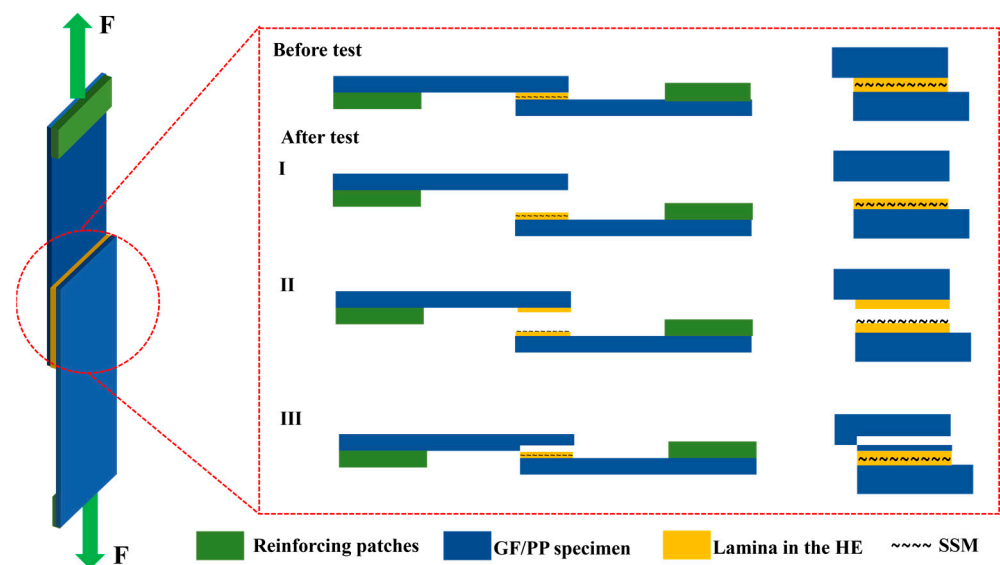 F
Before test
After test
I
II
III
F
Reinforcing patches
GF/PP specimen
Lamina in the HE
~~~~ SSM